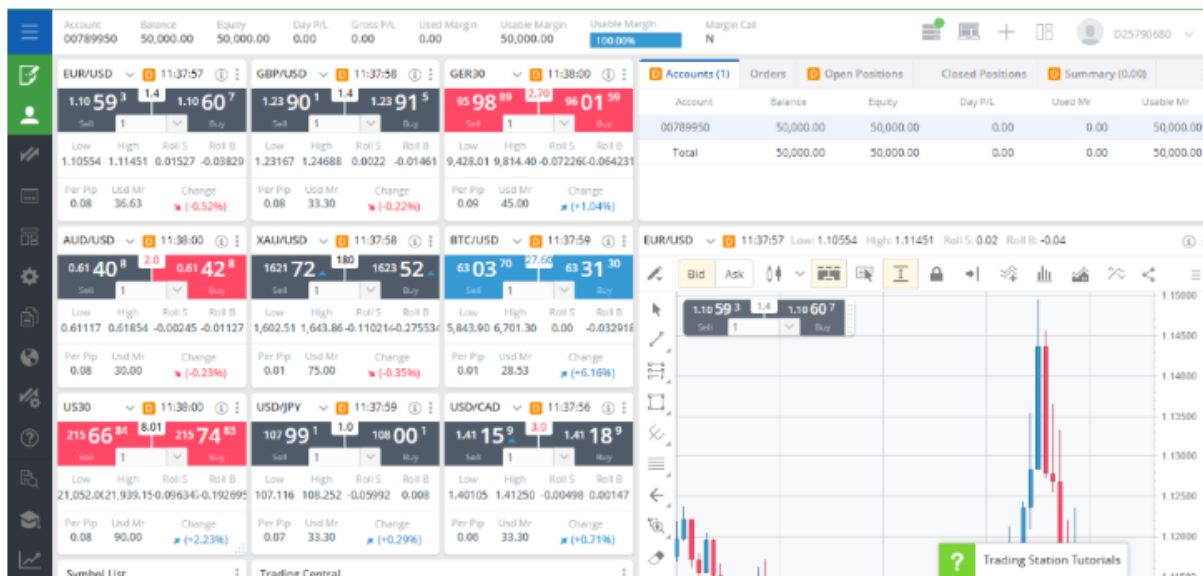 Account Balance Equity Day P/L Gross P/L Used Margin Usable Margin Usable Margin Margin Call
00789950 50,000.00 50,000.00 0.00 0.00 0.00 50,000.00 100.00% N D25790680
EUR/USD D 11:37:57
1.10 59 3 1.4 1.10 60 7
Sell 1 Buy
Low High Roll S Roll B
1.10554 1.11451 0.01527 -0.03829
Per Pip Usd Mr Change
0.08 36.63 (-0.52%)
GBP/USD D 11:37:58
1.23 90 1 1.4 1.23 91 5
Sell 1 Buy
Low High Roll S Roll B
1.23167 1.24688 0.0022 -0.01461
Per Pip Usd Mr Change
0.08 33.30 (-0.22%)
GER30 D 11:38:00
95 98 89 2.70 96 01 59
Sell 1 Buy
Low High Roll S Roll B
9,428.01 9,814.40
Per Pip Usd Mr Change
0.09 45.00 (+1.04%)
AUD/USD D 11:38:00
0.61 40 8 2.0 0.61 42 8
Sell 1 Buy
Low High Roll S Roll B
0.61117 0.61854 -0.00245 -0.01127
Per Pip Usd Mr Change
0.08 30.00 (-0.23%)
XAU/USD D 11:37:58
1621 72 180 1623 52
Sell 1 Buy
Low High Roll S Roll B
1,602.51 1,643.86
Per Pip Usd Mr Change
0.01 75.00 (-0.35%)
BTC/USD D 11:37:59
63 03 70 27.60 63 31 30
Sell 1 Buy
Low High Roll S Roll B
5,843.90 6,701.30 0.00 -0.032918
Per Pip Usd Mr Change
0.01 28.53 (+6.16%)
US30 D 11:38:00
215 66 84 8.01 215 74 85
Sell 1 Buy
Low High Roll S Roll B
Per Pip Usd Mr Change
0.08 90.00 (+2.23%)
USD/JPY D 11:37:59
107 99 1 1.0 108 00 1
Sell 1 Buy
Low High Roll S Roll B
107.116 108.252 -0.05992 0.008
Per Pip Usd Mr Change
0.07 33.30 (+0.29%)
USD/CAD D 11:37:56
1.41 15 9 3.0 1.41 18 9
Sell 1 Buy
Low High Roll S Roll B
1.40105 1.41250 -0.00498 0.00147
Per Pip Usd Mr Change
0.06 33.30 (+0.71%)
Symbol List Trading Central
D Accounts (1) Orders D Open Positions Closed Positions D Summary (0.00)
Account Balance Equity Day P/L Used Mr Usable Mr
00789950 50,000.00 50,000.00 0.00 0.00 50,000.00
Total 50,000.00 50,000.00 0.00 0.00 50,000.00
EUR/USD D 11:37:57 Low: 1.10554 High: 1.11451 Roll S: 0.02 Roll B: -0.04
Bid Ask
1.10 59 3 1.4 1.10 60 7
Sell 1 Buy
1.15000
1.14500
1.14000
1.13500
1.13000
1.12500
1.12000
? Trading Station Tutorials